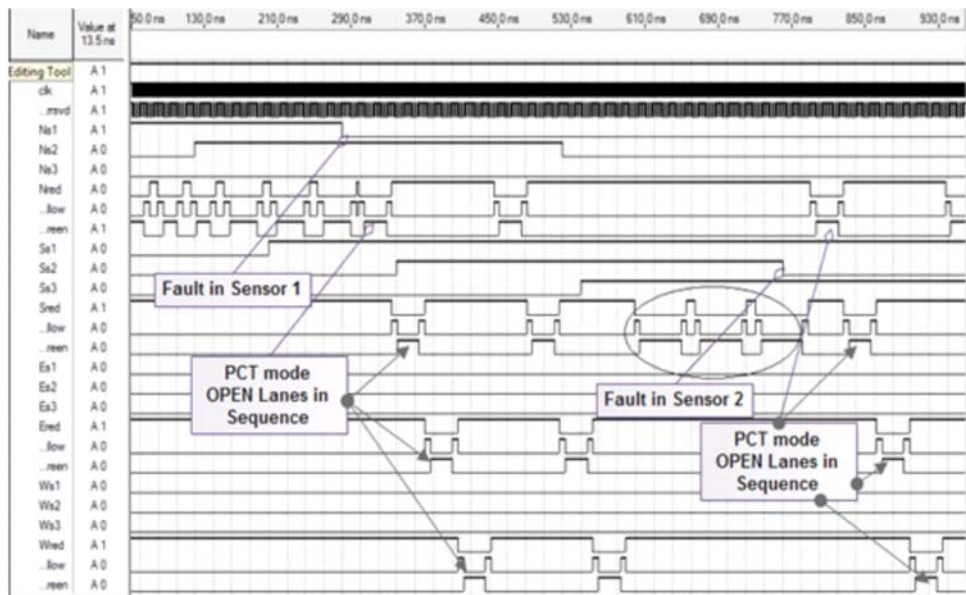 Name
Value at
13.5 ns
50.0 ns 130.0 ns 210.0 ns 290.0 ns 370.0 ns 450.0 ns 530.0 ns 610.0 ns 690.0 ns 770.0 ns 850.0 ns 930.0 ns
Editing Tool A 1
clk A 1
...rsvd A 1
Ns1 A 1
Ns2 A 0
Ns3 A 0
Nred A 0
...llow A 0
...reen A 1
Ss1 A 0
Ss2 A 0
Ss3 A 0
Sred A 1
...llow A 0
...reen A 0
Es1 A 0
Es2 A 0
Es3 A 0
Ered A 1
...llow A 0
...reen A 0
Ws1 A 0
Ws2 A 0
Ws3 A 0
Wred A 1
...llow A 0
...reen A 0
Fault in Sensor 1
PCT mode
OPEN Lanes in
Sequence
Fault in Sensor 2
PCT mode
OPEN Lanes in
Sequence